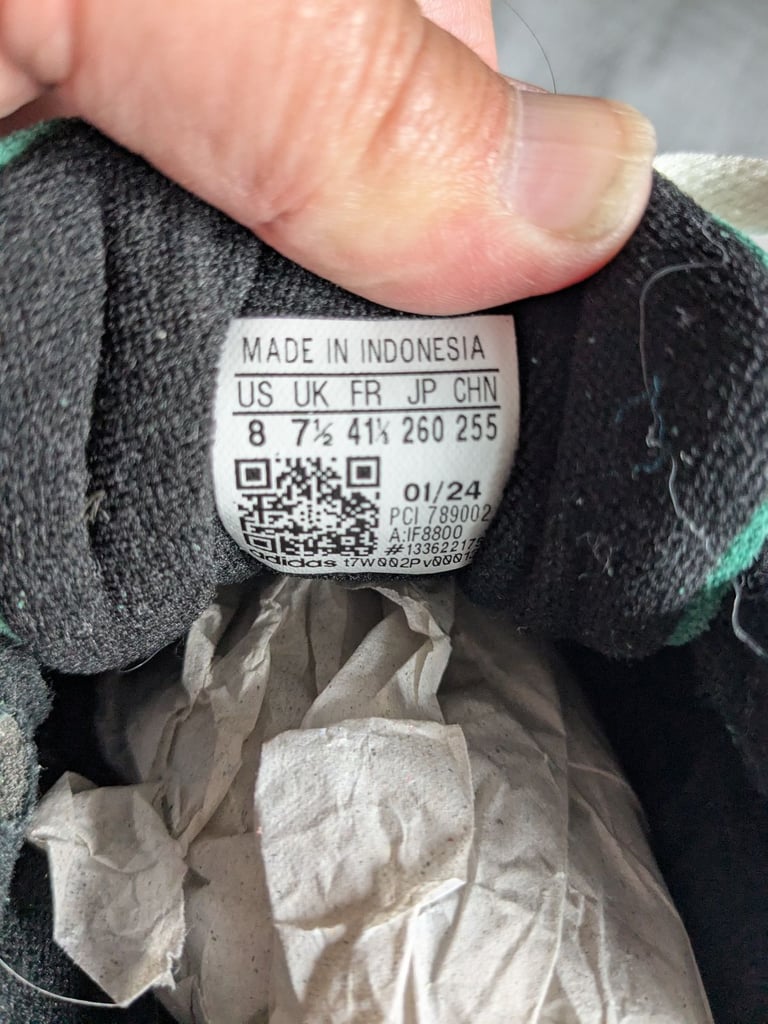 MADE IN INDONESIA
US UK FR JP CHN
8 7½ 41⅓ 260 255
01/24
PCI 789002
A:IF8800
adidas